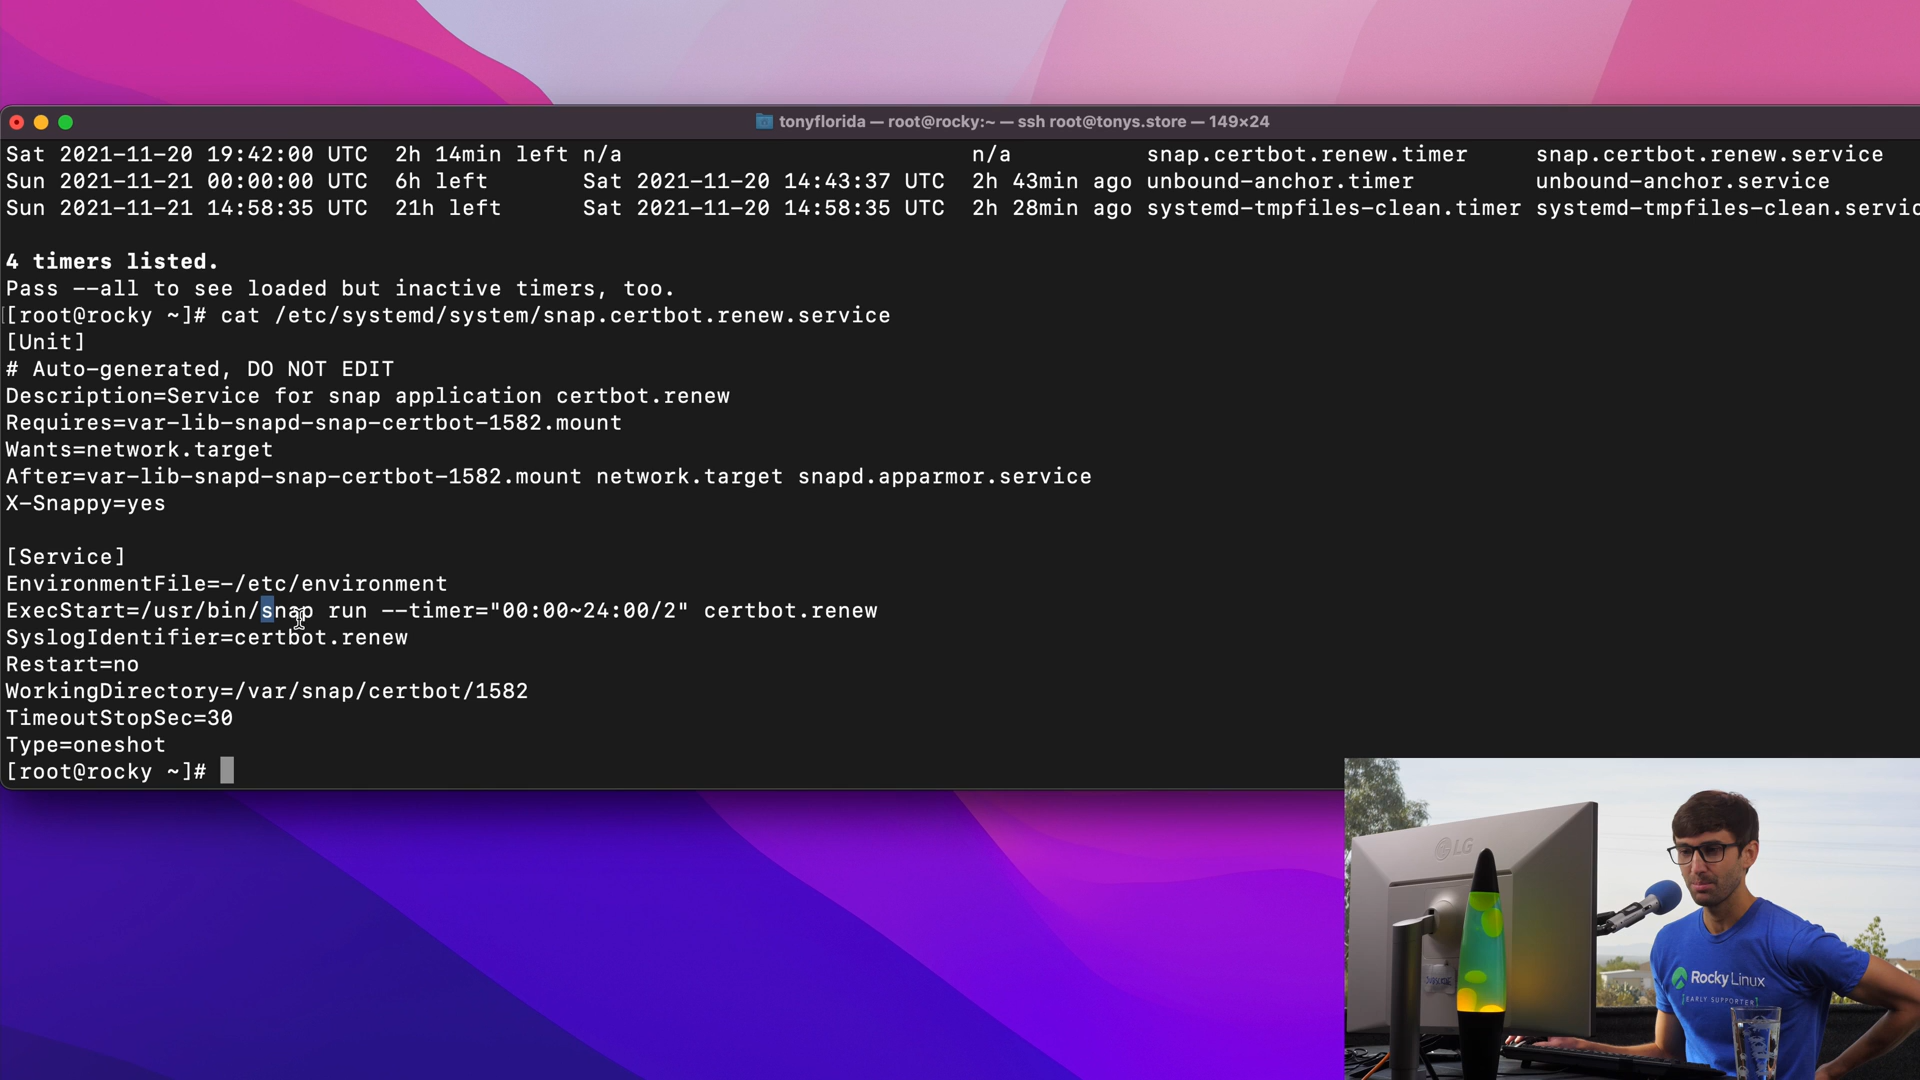 tonyflorida — root@rocky:~ — ssh root@tonys.store — 149×24
Sat 2021-11-20 19:42:00 UTC  2h 14min left n/a                          n/a          snap.certbot.renew.timer     snap.certbot.renew.service
Sun 2021-11-21 00:00:00 UTC  6h left       Sat 2021-11-20 14:43:37 UTC  2h 43min ago unbound-anchor.timer         unbound-anchor.service
Sun 2021-11-21 14:58:35 UTC  21h left      Sat 2021-11-20 14:58:35 UTC  2h 28min ago systemd-tmpfiles-clean.timer systemd-tmpfiles-clean.servic
4 timers listed.
Pass --all to see loaded but inactive timers, too.
[[root@rocky ~]# cat /etc/systemd/system/snap.certbot.renew.service
[Unit]
# Auto-generated, DO NOT EDIT
Description=Service for snap application certbot.renew
Requires=var-lib-snapd-snap-certbot-1582.mount
Wants=network.target
After=var-lib-snapd-snap-certbot-1582.mount network.target snapd.apparmor.service
X-Snappy=yes
[Service]
EnvironmentFile=-/etc/environment
ExecStart=/usr/bin/snap run --timer="00:00~24:00/2" certbot.renew
SyslogIdentifier=certbot.renew
Restart=no
WorkingDirectory=/var/snap/certbot/1582
TimeoutStopSec=30
Type=oneshot
[root@rocky ~]#
LG
Rocky Linux
[EARLY SUPPORTER]